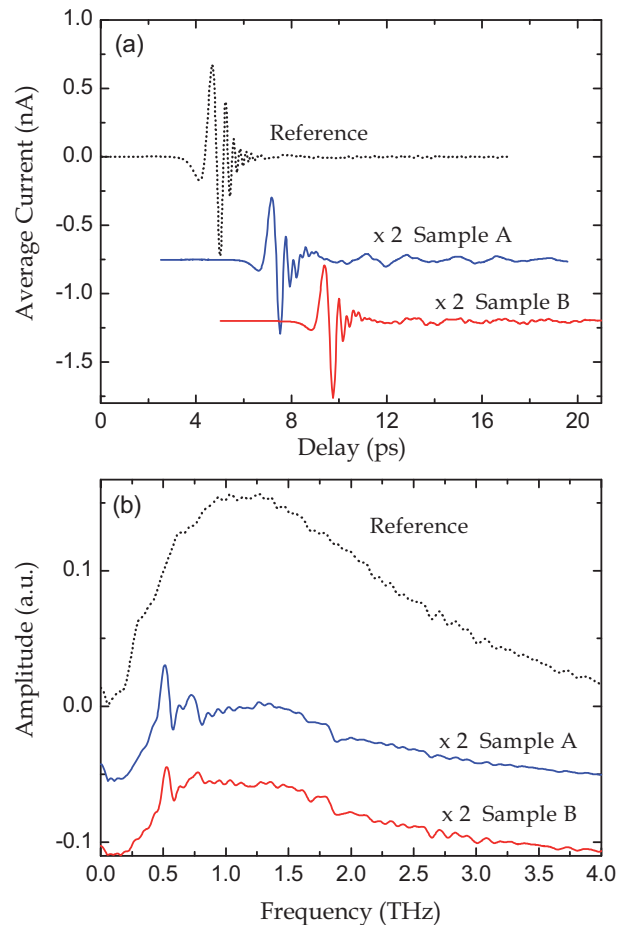 (a)
1.0
0.5
0.0
-0.5
-1.0
-1.5
Average Current (nA)
Reference
x 2 Sample A
x 2 Sample B
0 4 8 12 16 20
Delay (ps)
(b)
0.1
0.0
-0.1
Amplitude (a.u.)
Reference
x 2 Sample A
x 2 Sample B
0.0 0.5 1.0 1.5 2.0 2.5 3.0 3.5 4.0
Frequency (THz)